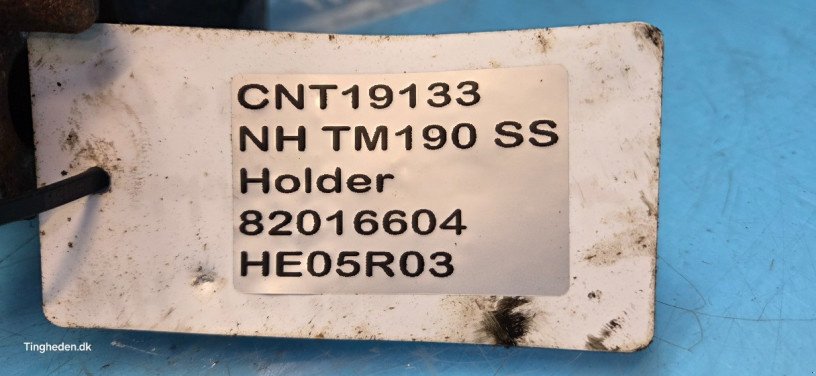 CNT19133
NH TM190 SS
Holder
82016604
HE05R03
Tingheden.dk